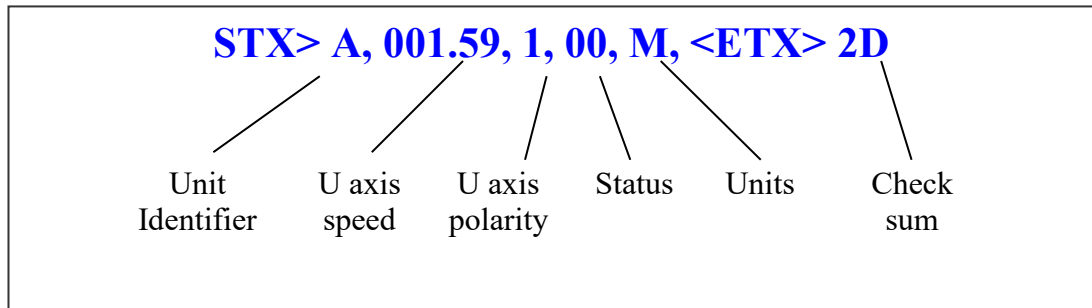 STX> A, 001.59, 1, 00, M, <ETX> 2D
Unit U axis U axis Status Units Check
Identifier speed polarity sum